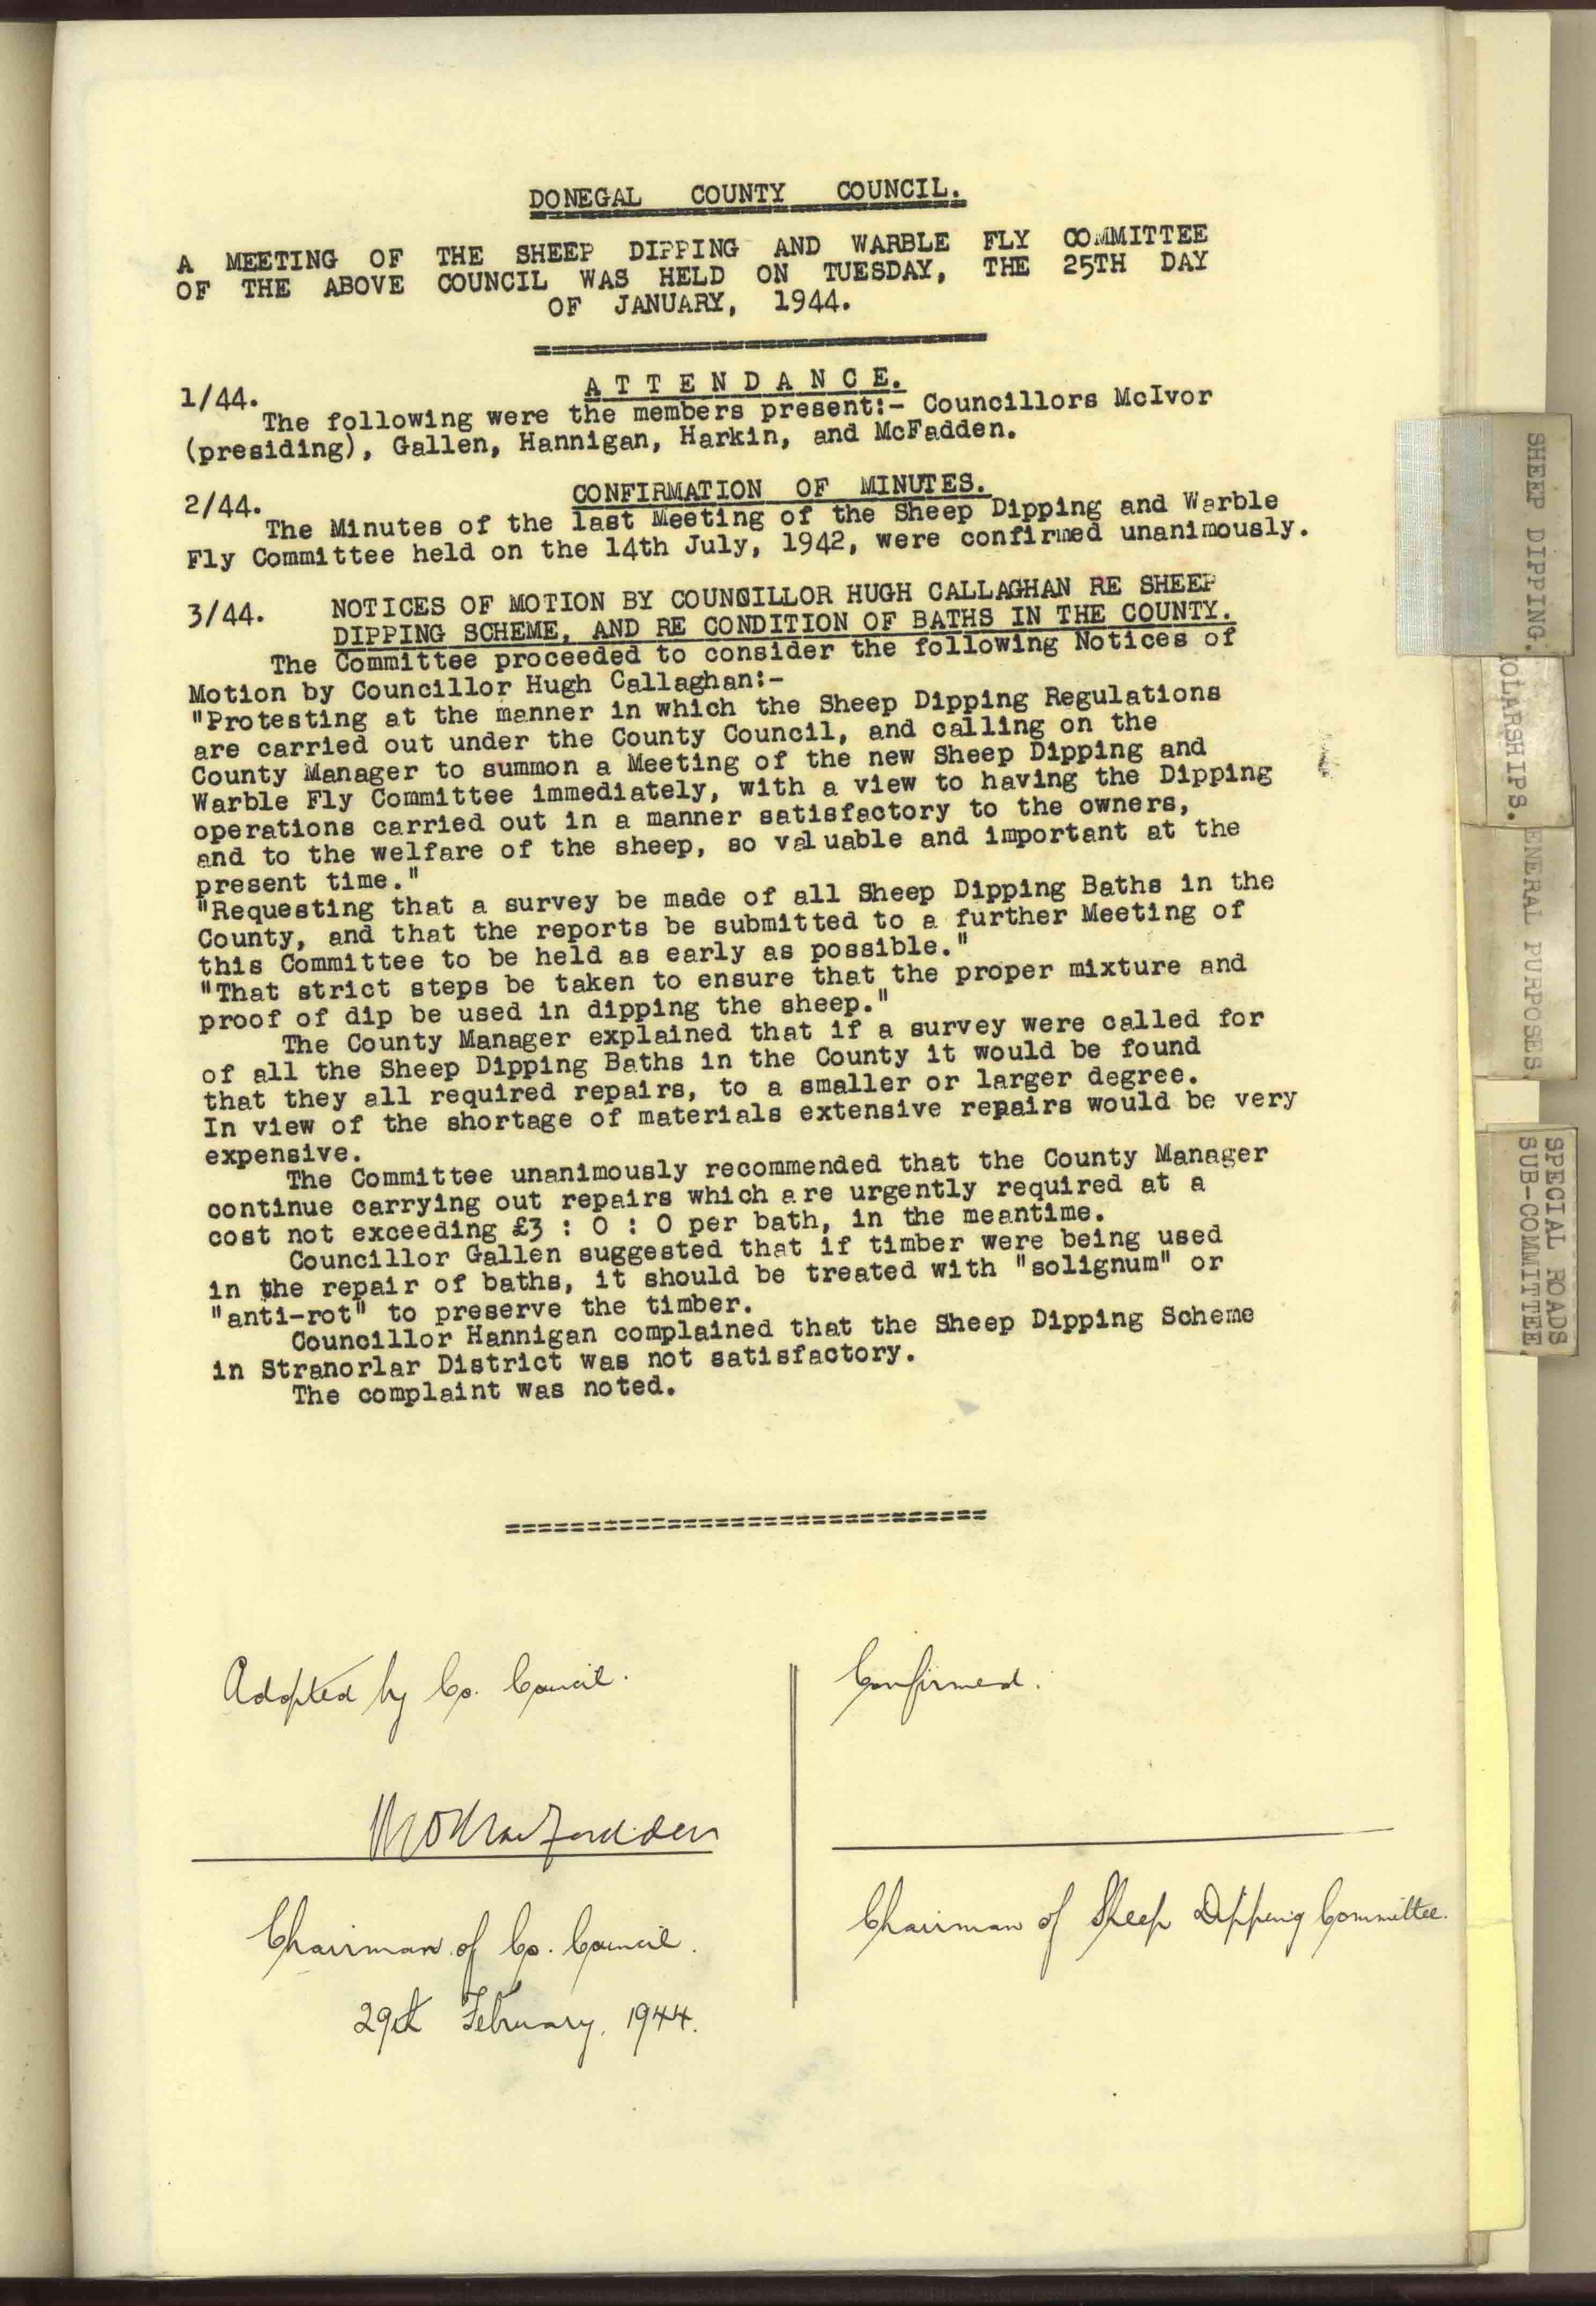 DONEGAL COUNTY COUNCIL.
A MEETING OF THE SHEEP DIPPING AND WARBLE FLY COMMITTEE
OF THE ABOVE COUNCIL WAS HELD ON TUESDAY, THE 25TH DAY
OF JANUARY, 1944.
1/44. ATTENDANCE.
The following were the members present:- Councillors McIvor
(presiding), Gallen, Hannigan, Harkin, and McFadden.
2/44. CONFIRMATION OF MINUTES.
The Minutes of the last Meeting of the Sheep Dipping and Warble
Fly Committee held on the 14th July, 1942, were confirmed unanimously.
3/44. NOTICES OF MOTION BY COUNCILLOR HUGH CALLAGHAN RE SHEEP
DIPPING SCHEME, AND RE CONDITION OF BATHS IN THE COUNTY.
The Committee proceeded to consider the following Notices of
Motion by Councillor Hugh Callaghan:-
"Protesting at the manner in which the Sheep Dipping Regulations
are carried out under the County Council, and calling on the
County Manager to summon a Meeting of the new Sheep Dipping and
Warble Fly Committee immediately, with a view to having the Dipping
operations carried out in a manner satisfactory to the owners,
and to the welfare of the sheep, so valuable and important at the
present time."
"Requesting that a survey be made of all Sheep Dipping Baths in the
County, and that the reports be submitted to a further Meeting of
this Committee to be held as early as possible."
"That strict steps be taken to ensure that the proper mixture and
proof of dip be used in dipping the sheep."
The County Manager explained that if a survey were called for
of all the Sheep Dipping Baths in the County it would be found
that they all required repairs, to a smaller or larger degree.
In view of the shortage of materials extensive repairs would be very
expensive.
The Committee unanimously recommended that the County Manager
continue carrying out repairs which are urgently required at a
cost not exceeding £3 : 0 : 0 per bath, in the meantime.
Councillor Gallen suggested that if timber were being used
in the repair of baths, it should be treated with "solignum" or
"anti-rot" to preserve the timber.
Councillor Hannigan complained that the Sheep Dipping Scheme
in Stranorlar District was not satisfactory.
The complaint was noted.
==============================
Adopted by Co. Council.
Chairman of Co. Council.
29th February, 1944.
Confirmed.
Chairman of Sheep Dipping Committee.
SHEEP DIPPING.
OLARSHIPS.
ENERAL PURPOSES.
SPECIAL ROADS
SUB-COMMITTEE.